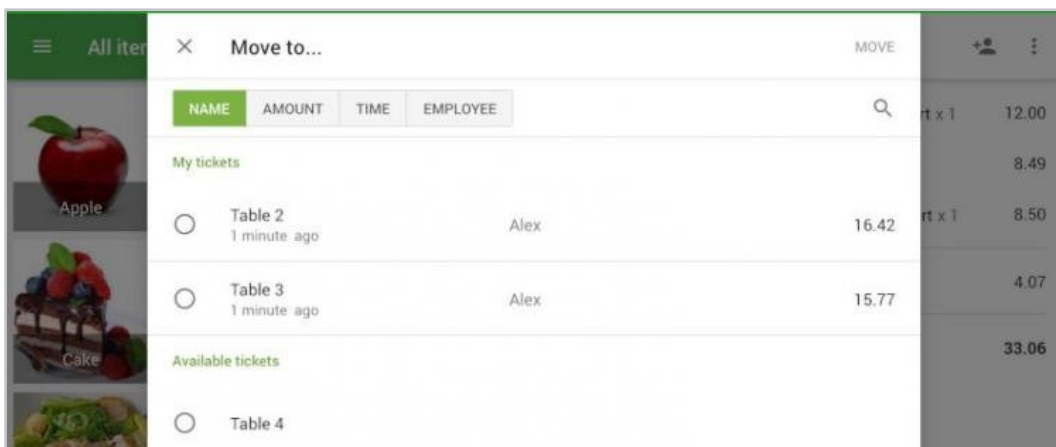 All iter
Move to...
MOVE
NAME
AMOUNT
TIME
EMPLOYEE
My tickets
Table 2
1 minute ago
Alex
16.42
Table 3
1 minute ago
Alex
15.77
Available tickets
Table 4
Apple
Cake
rt x 1 12.00
8.49
rt x 1 8.50
4.07
33.06